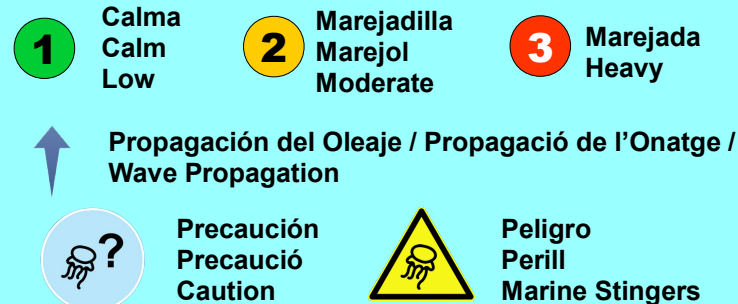 1
Calma
Calm
Low
2
Marejadilla
Marejol
Moderate
3
Marejada
Heavy
Propagación del Oleaje / Propagació de l'Onatge /
Wave Propagation
?
Precaución
Precaució
Caution
Peligro
Perill
Marine Stingers